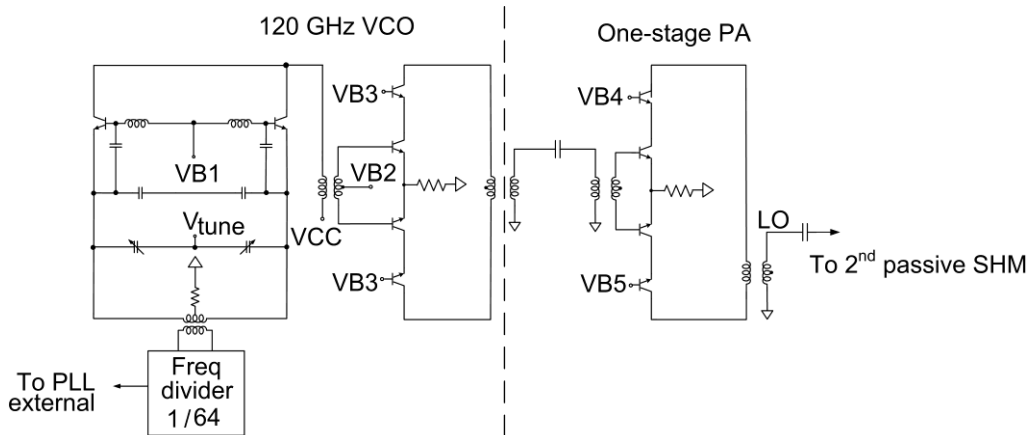 120 GHz VCO
One-stage PA
VB3
VB4
VB1
VB2
Vtune
VCC
VB3
VB5
LO
To 2nd passive SHM
Freq
divider
1/64
To PLL
external